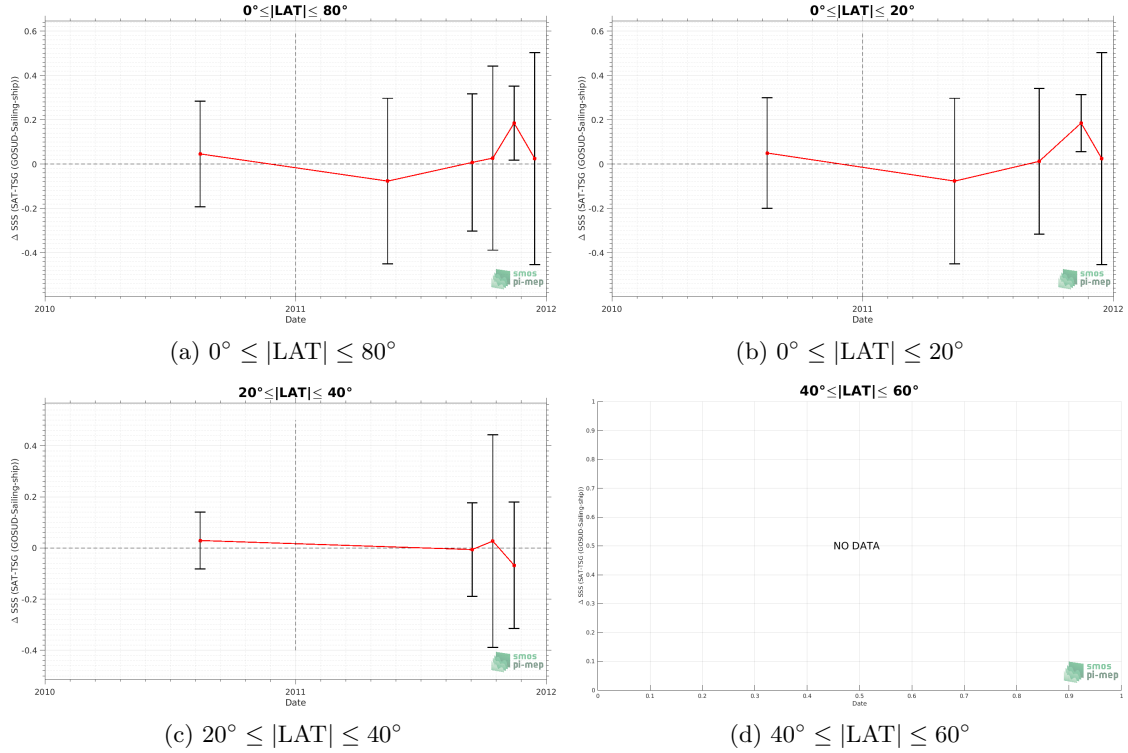 0°≤|LAT|≤ 80°
0.6
0.4
0.2
0
-0.2
-0.4
Δ SSS (SAT-TSG (GOSUD-Sailing-ship))
2010
2011
2012
Date
smos
pi-mep
(a) 0° ≤ |LAT| ≤ 80°
0°≤|LAT|≤ 20°
0.6
0.4
0.2
0
-0.2
-0.4
Δ SSS (SAT-TSG (GOSUD-Sailing-ship))
2010
2011
2012
Date
smos
pi-mep
(b) 0° ≤ |LAT| ≤ 20°
20°≤|LAT|≤ 40°
0.4
0.2
0
-0.2
-0.4
Δ SSS (SAT-TSG (GOSUD-Sailing-ship))
2010
2011
2012
Date
smos
pi-mep
(c) 20° ≤ |LAT| ≤ 40°
40°≤|LAT|≤ 60°
1
0.9
0.8
0.7
0.6
0.5
0.4
0.3
0.2
0.1
0
Δ SSS (SAT-TSG (GOSUD-Sailing-ship))
NO DATA
0
0.1
0.2
0.3
0.4
0.5
0.6
0.7
0.8
0.9
1
Date
smos
pi-mep
(d) 40° ≤ |LAT| ≤ 60°